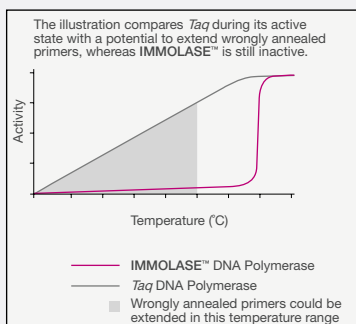 The illustration compares Taq during its active
state with a potential to extend wrongly annealed
primers, whereas IMMOLASE™ is still inactive.
Activity
Temperature (˚C)
IMMOLASE™ DNA Polymerase
Taq DNA Polymerase
Wrongly annealed primers could be
extended in this temperature range